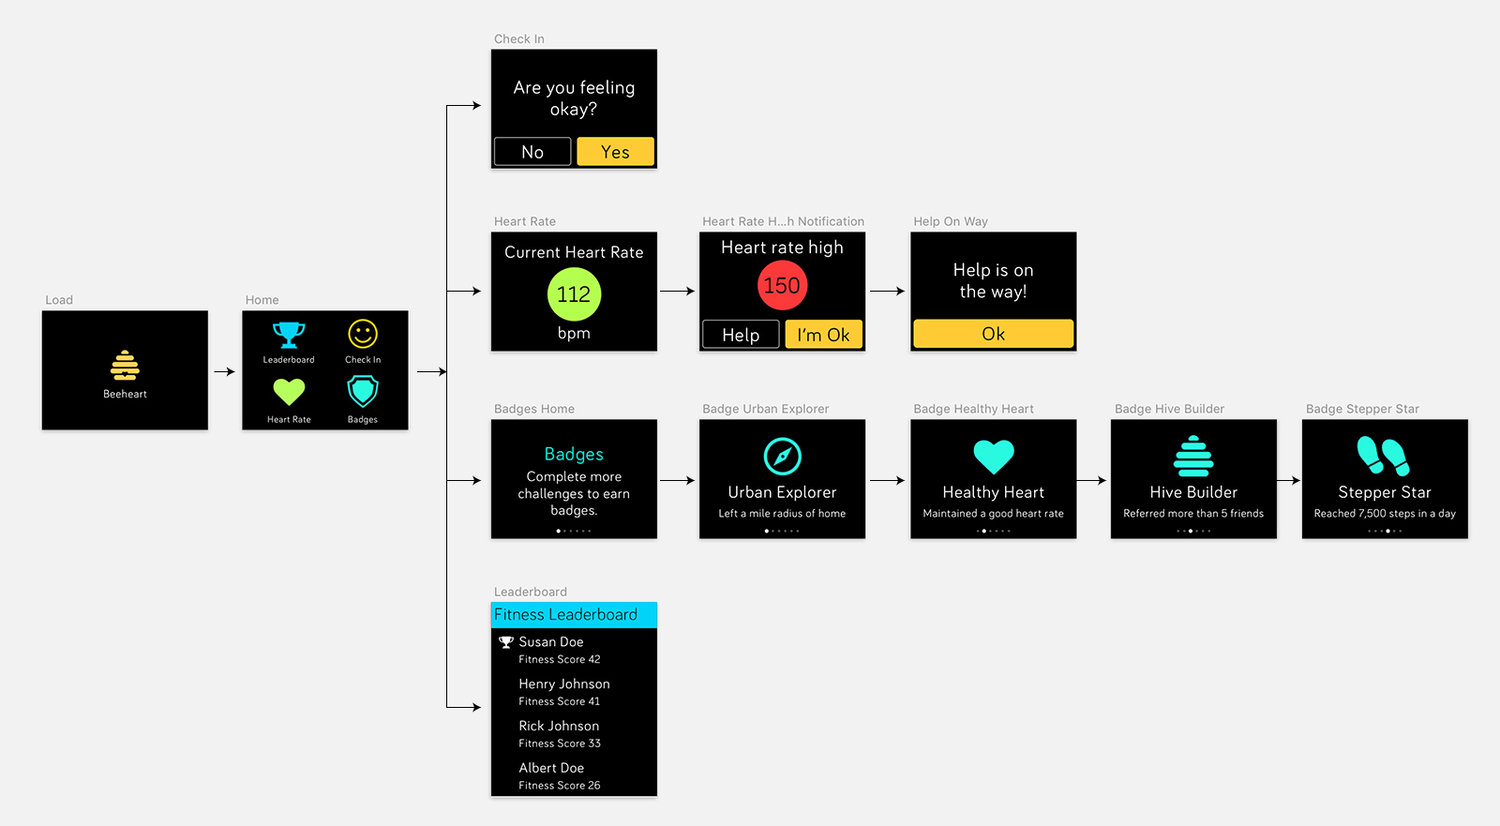 Check In
Are you feeling
okay?
No
Yes
Heart Rate
Current Heart Rate
112
bpm
Heart Rate H...h Notification
Heart rate high
150
Help
I'm Ok
Help On Way
Help is on
the way!
Ok
Load
Beeheart
Home
Leaderboard
Check In
Heart Rate
Badges
Badges Home
Badges
Complete more
challenges to earn
badges.
Badge Urban Explorer
Urban Explorer
Left a mile radius of home
Badge Healthy Heart
Healthy Heart
Maintained a good heart rate
Badge Hive Builder
Hive Builder
Referred more than 5 friends
Badge Stepper Star
Stepper Star
Reached 7,500 steps in a day
Leaderboard
Fitness Leaderboard
Susan Doe
Fitness Score 42
Henry Johnson
Fitness Score 41
Rick Johnson
Fitness Score 33
Albert Doe
Fitness Score 26